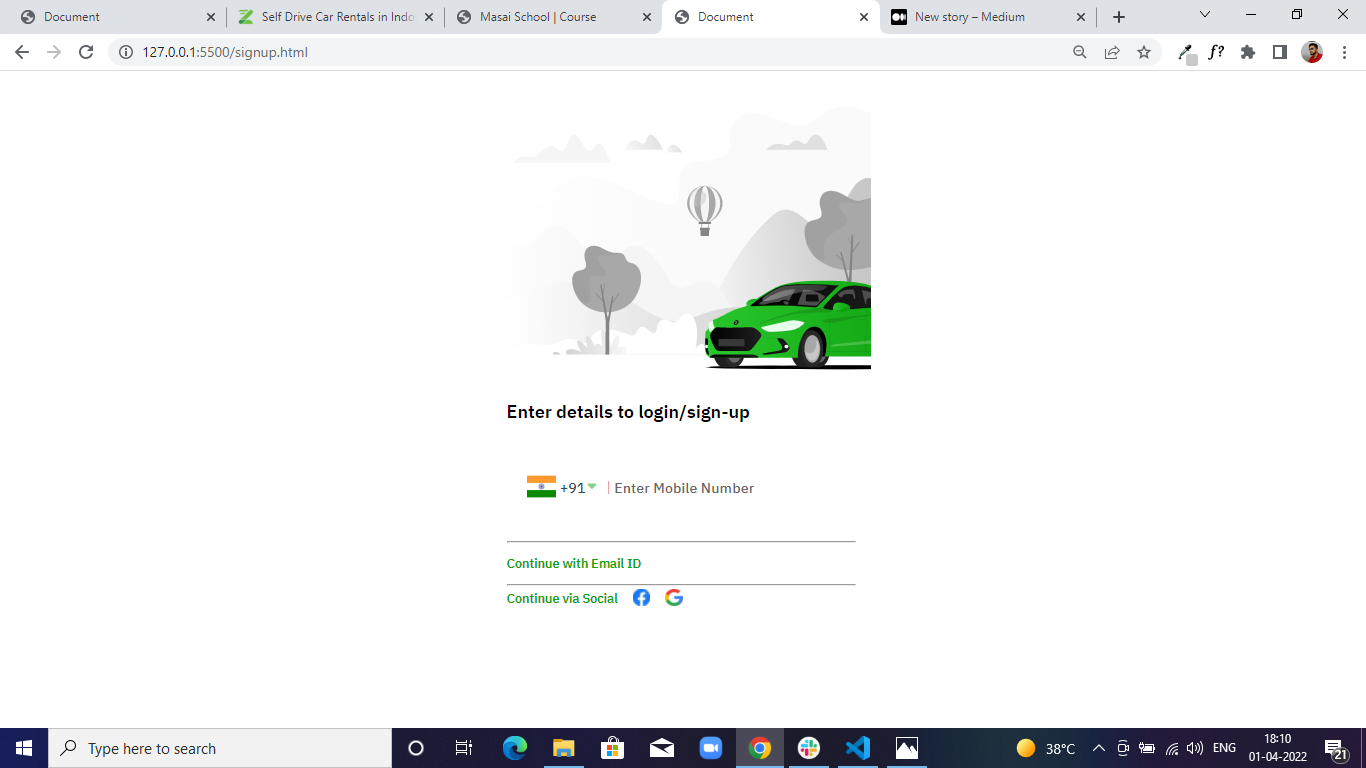 Document
Self Drive Car Rentals in Indo
Masai School | Course
Document
New story – Medium
127.0.0.1:5500/signup.html
f?
Enter details to login/sign-up
+91
Enter Mobile Number
Continue with Email ID
Continue via Social
Type here to search
38°C
ENG
18:10
01-04-2022
21